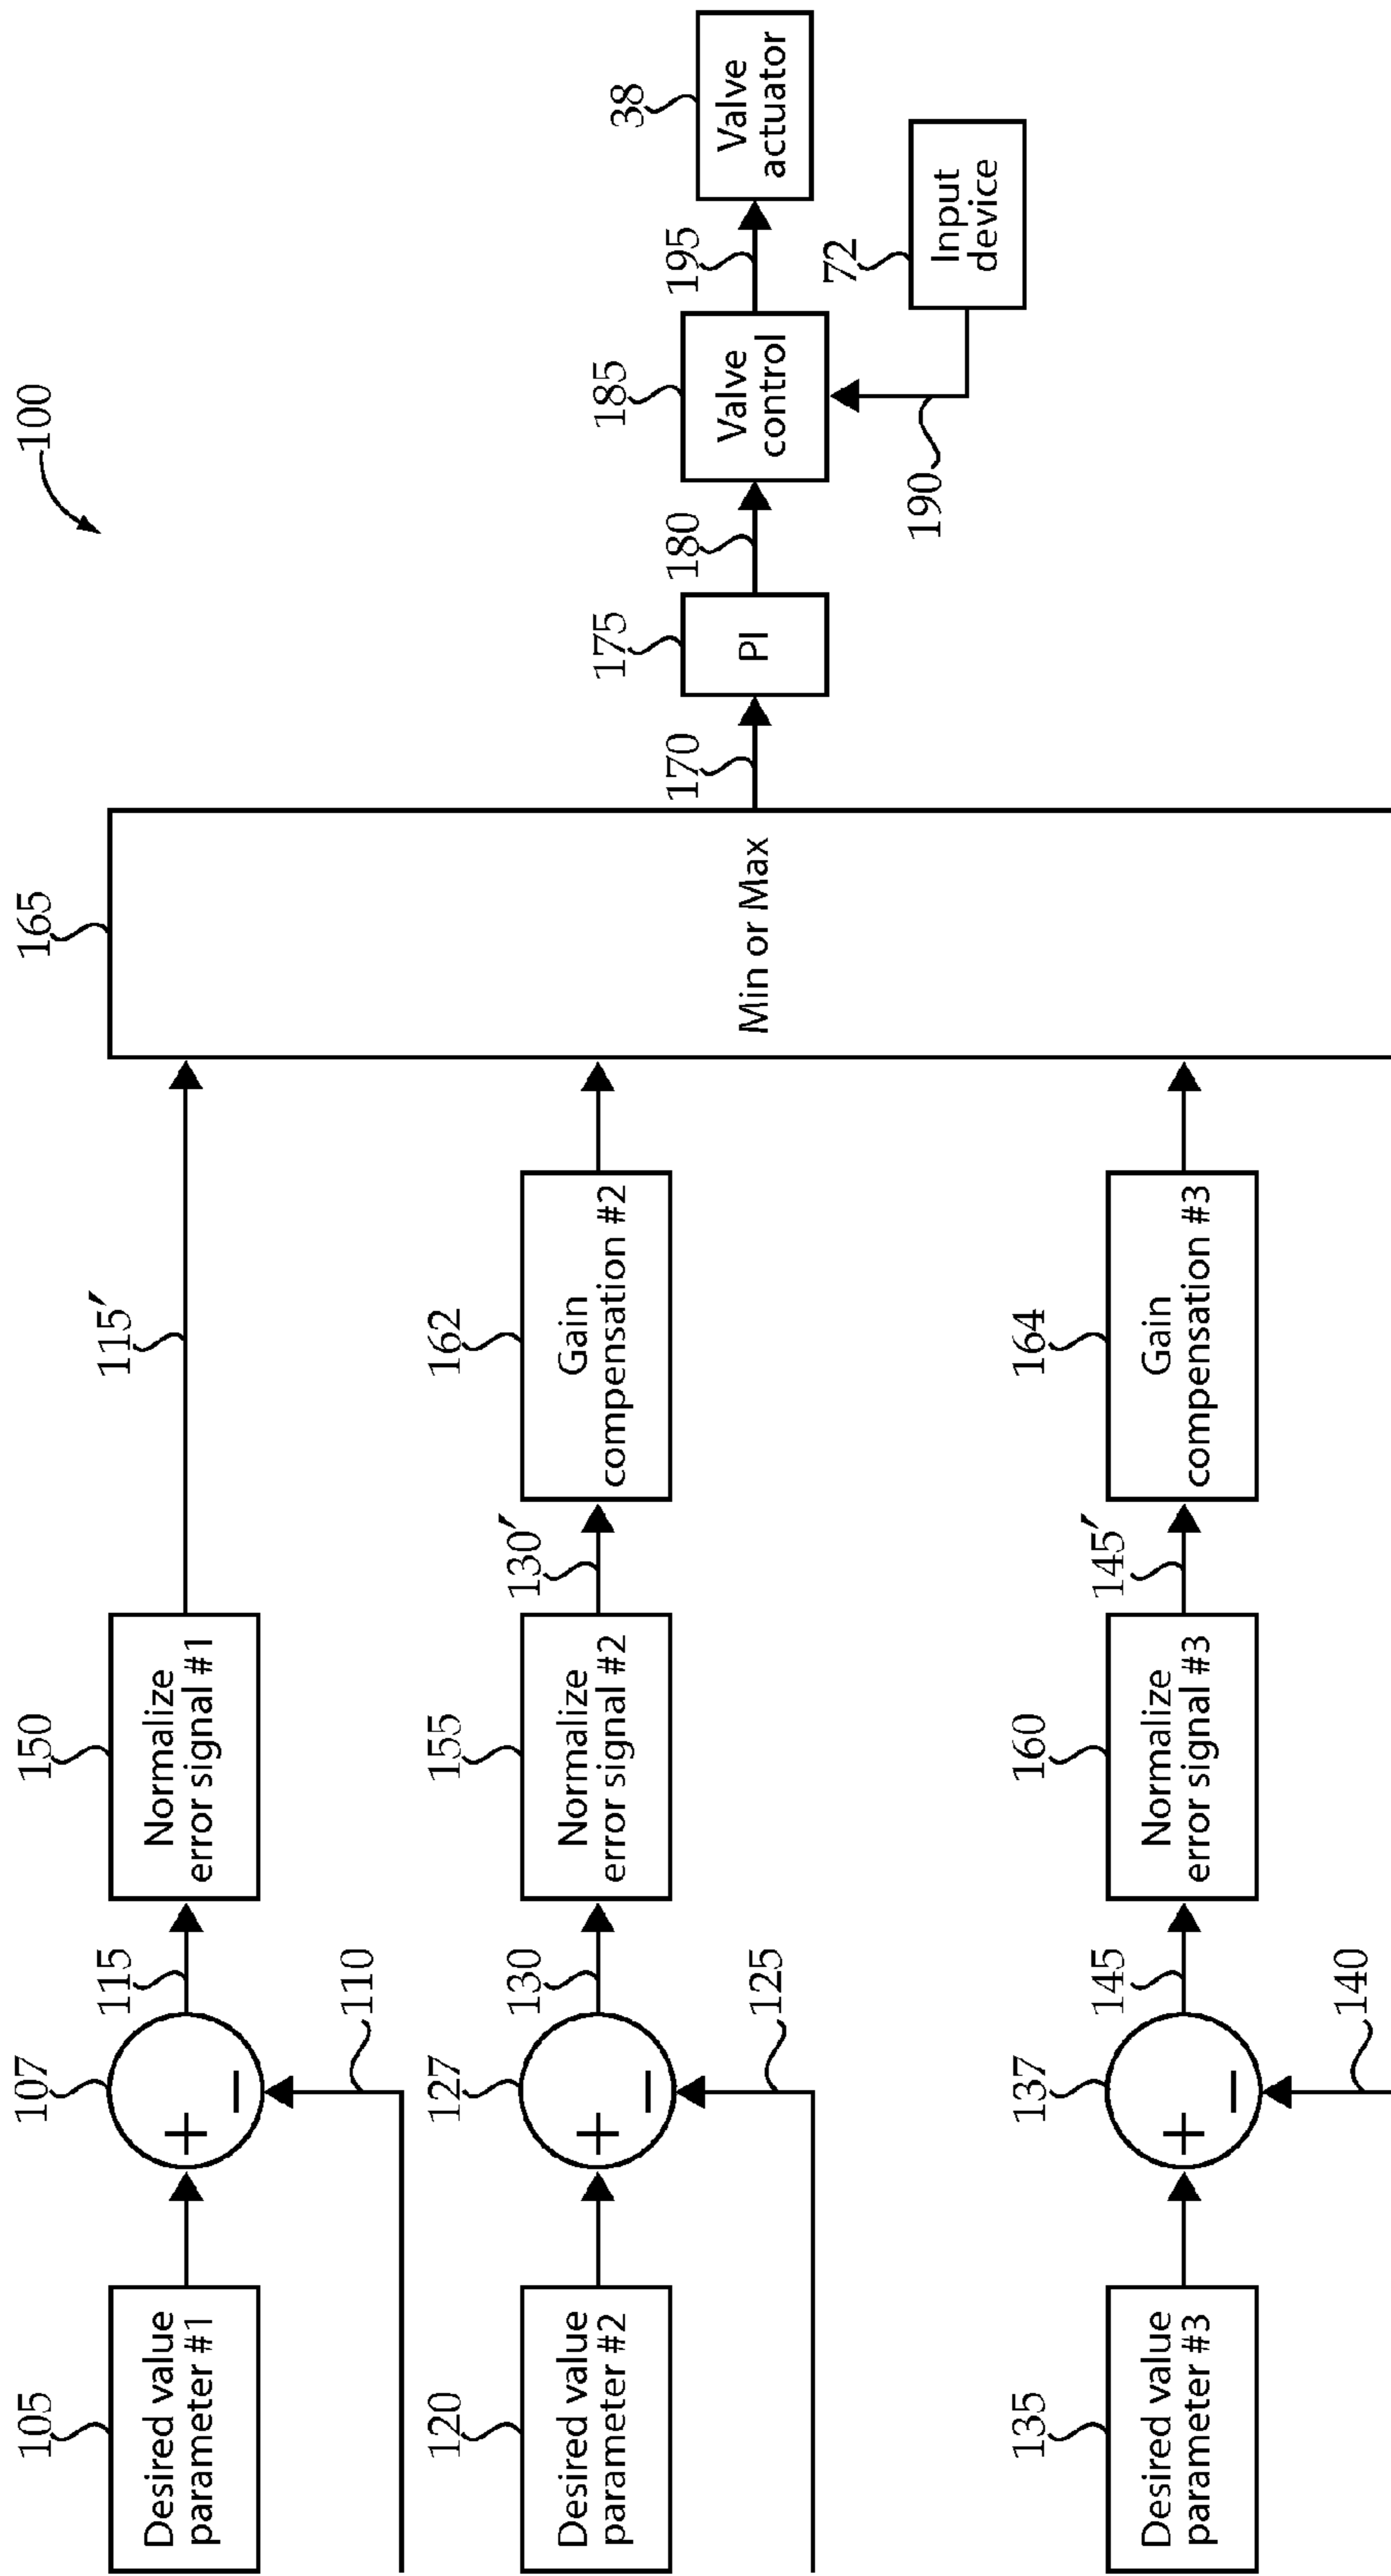 100
105
Desired value
parameter #1
107
+
−
110
115
150
Normalize
error signal #1
115′
120
Desired value
parameter #2
127
+
−
125
130
155
Normalize
error signal #2
130′
162
Gain
compensation #2
135
Desired value
parameter #3
137
+
−
140
145
160
Normalize
error signal #3
145′
164
Gain
compensation #3
165
Min or Max
170
175
PI
180
185
Valve
control
190
195
38
Valve
actuator
72
Input
device